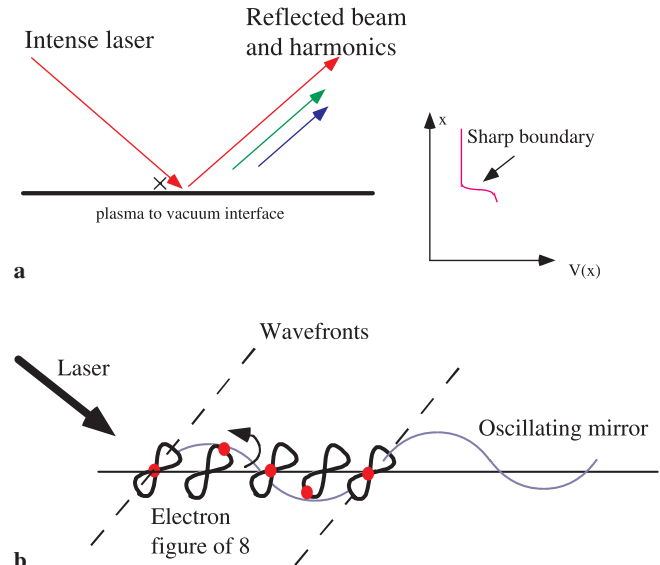 Intense laser
Reflected beam
and harmonics
x
Sharp boundary
plasma to vacuum interface
V(x)
a
Wavefronts
Laser
Oscillating mirror
Electron
figure of 8
b